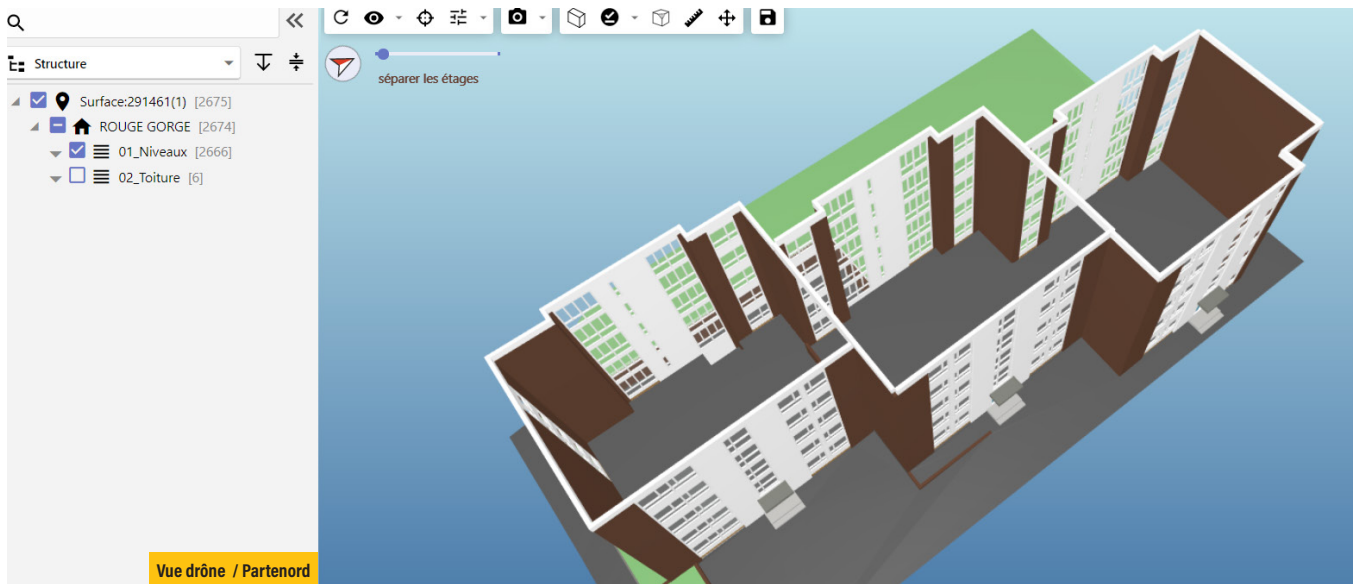 Structure
séparer les étages
Surface:291461(1) [2675]
ROUGE GORGE [2674]
01_Niveaux [2666]
02_Toiture [6]
Vue drône / Partenord